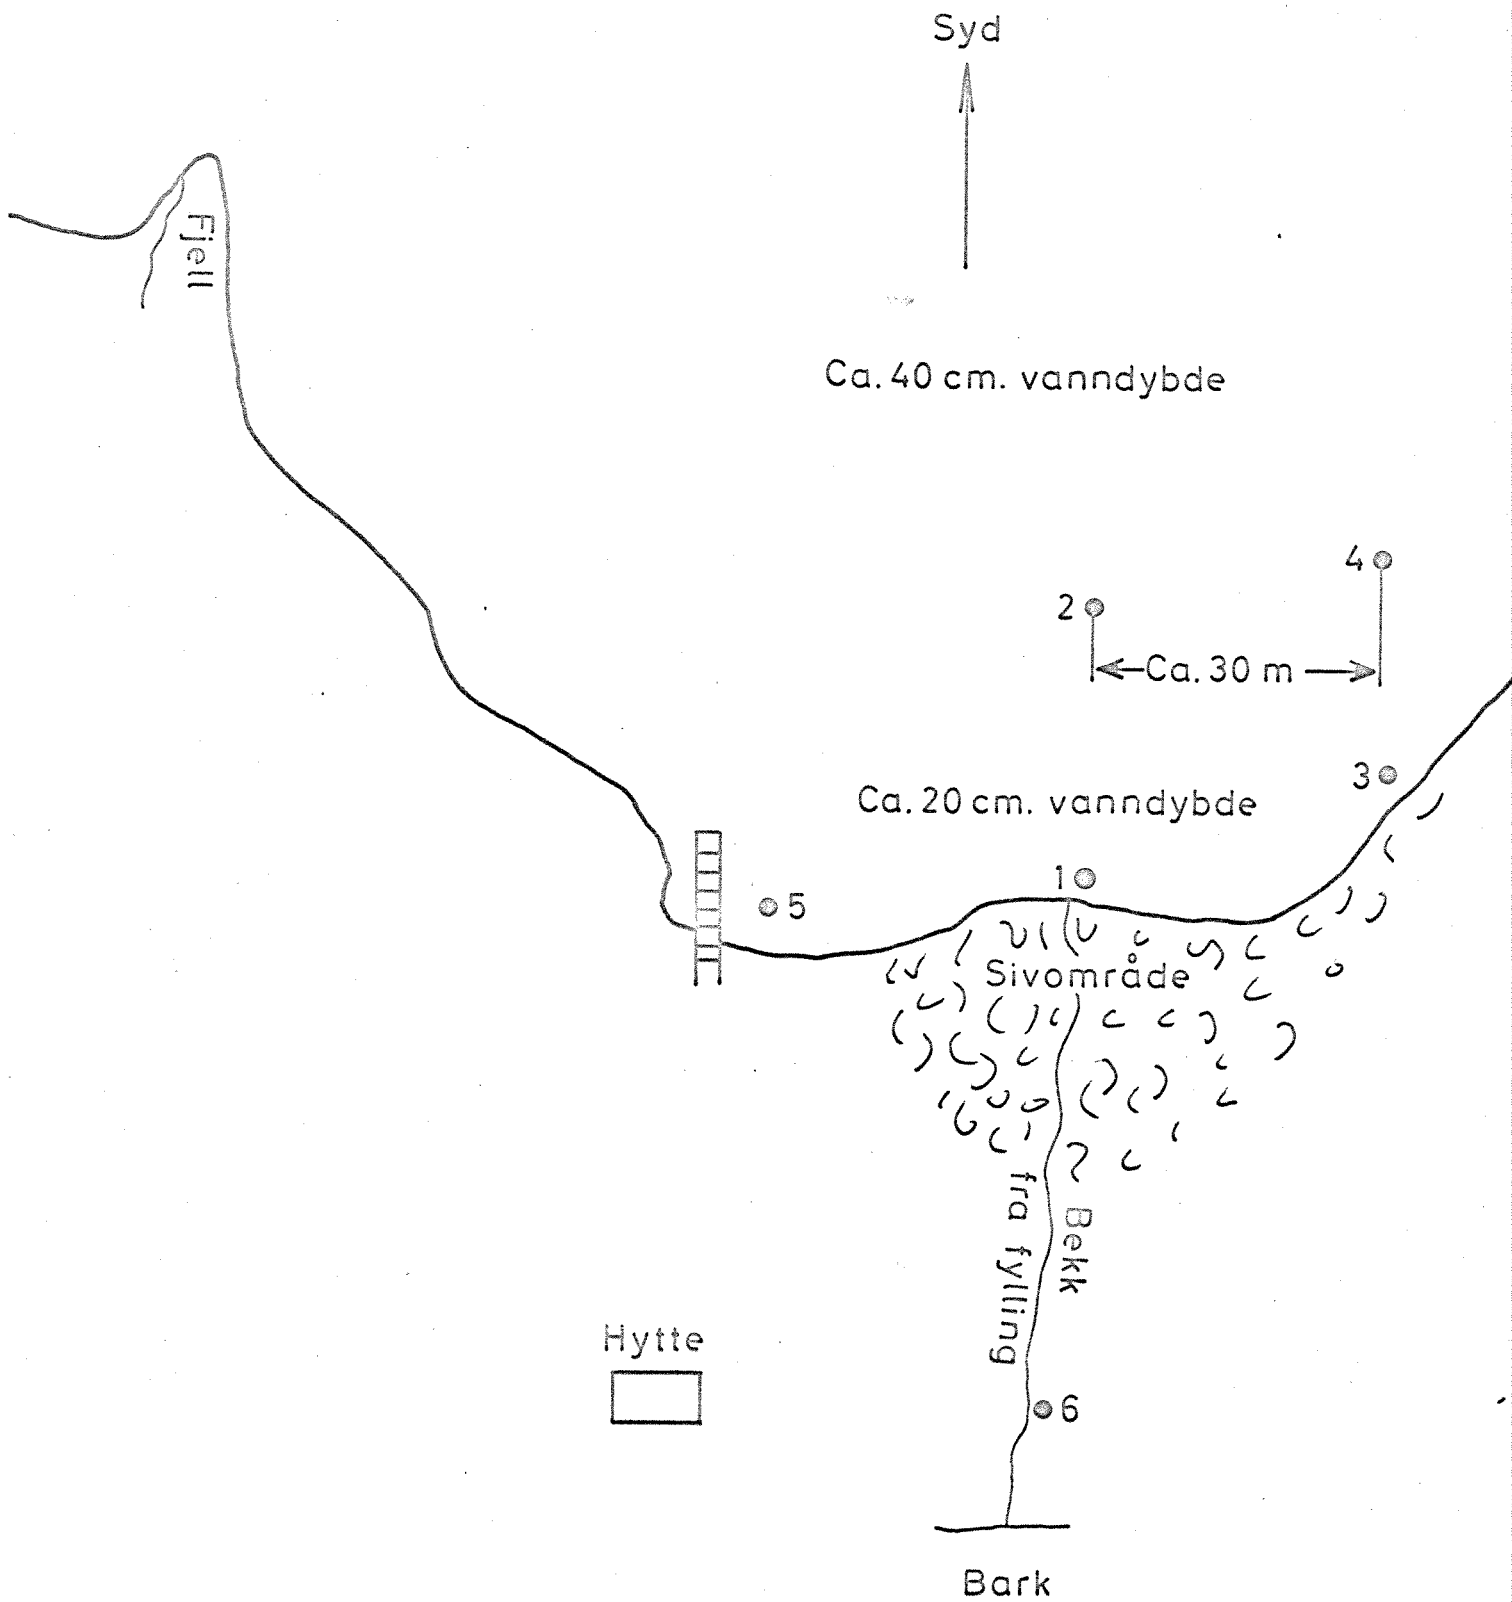 Syd
Fjell
Ca. 40 cm. vanndybde
4
2
Ca. 30 m
3
Ca. 20 cm. vanndybde
1
5
Sivområde
Bekk
fra fylling
Hytte
6
Bark